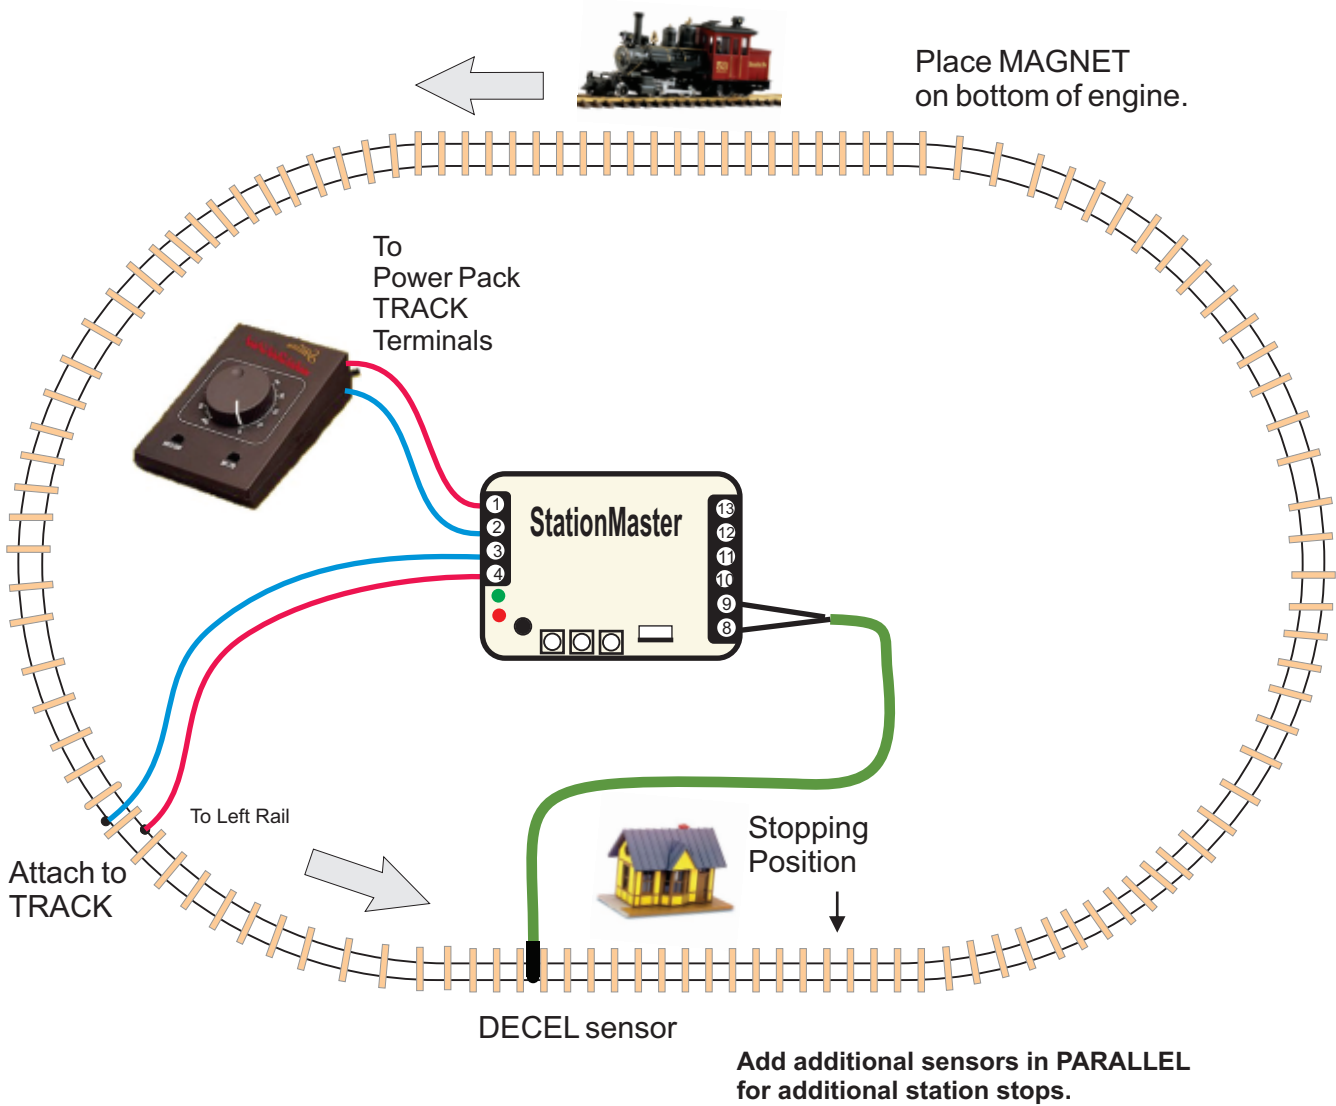 Place MAGNET
on bottom of engine.
To
Power Pack
TRACK
Terminals
StationMaster
1
2
3
4
13
12
11
10
9
8
To Left Rail
Attach to
TRACK
Stopping
Position
DECEL sensor
Add additional sensors in PARALLEL
for additional station stops.